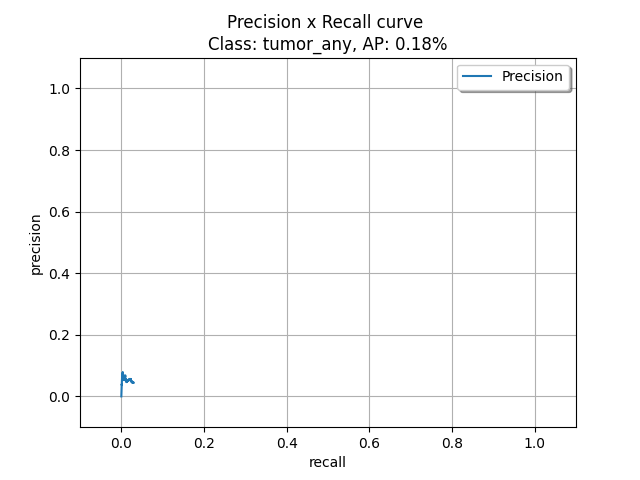 Precision x Recall curve
Class: tumor_any, AP: 0.18%
Precision
1.0
0.8
0.6
0.4
0.2
0.0
precision
0.0 0.2 0.4 0.6 0.8 1.0
recall